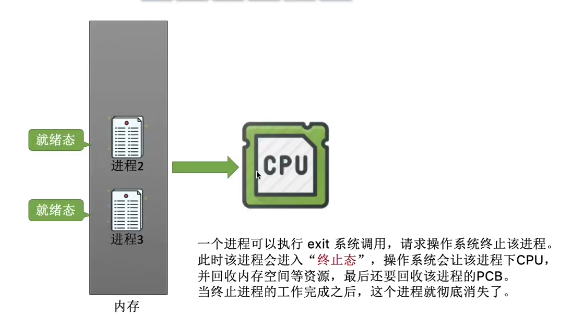 就绪态
进程2
CPU
就绪态
进程3
一个进程可以执行 exit 系统调用，请求操作系统终止该进程。
此时该进程会进入“终止态”，操作系统会让该进程下CPU，
并回收内存空间等资源，最后还要回收该进程的PCB。
当终止进程的工作完成之后，这个进程就彻底消失了。
内存